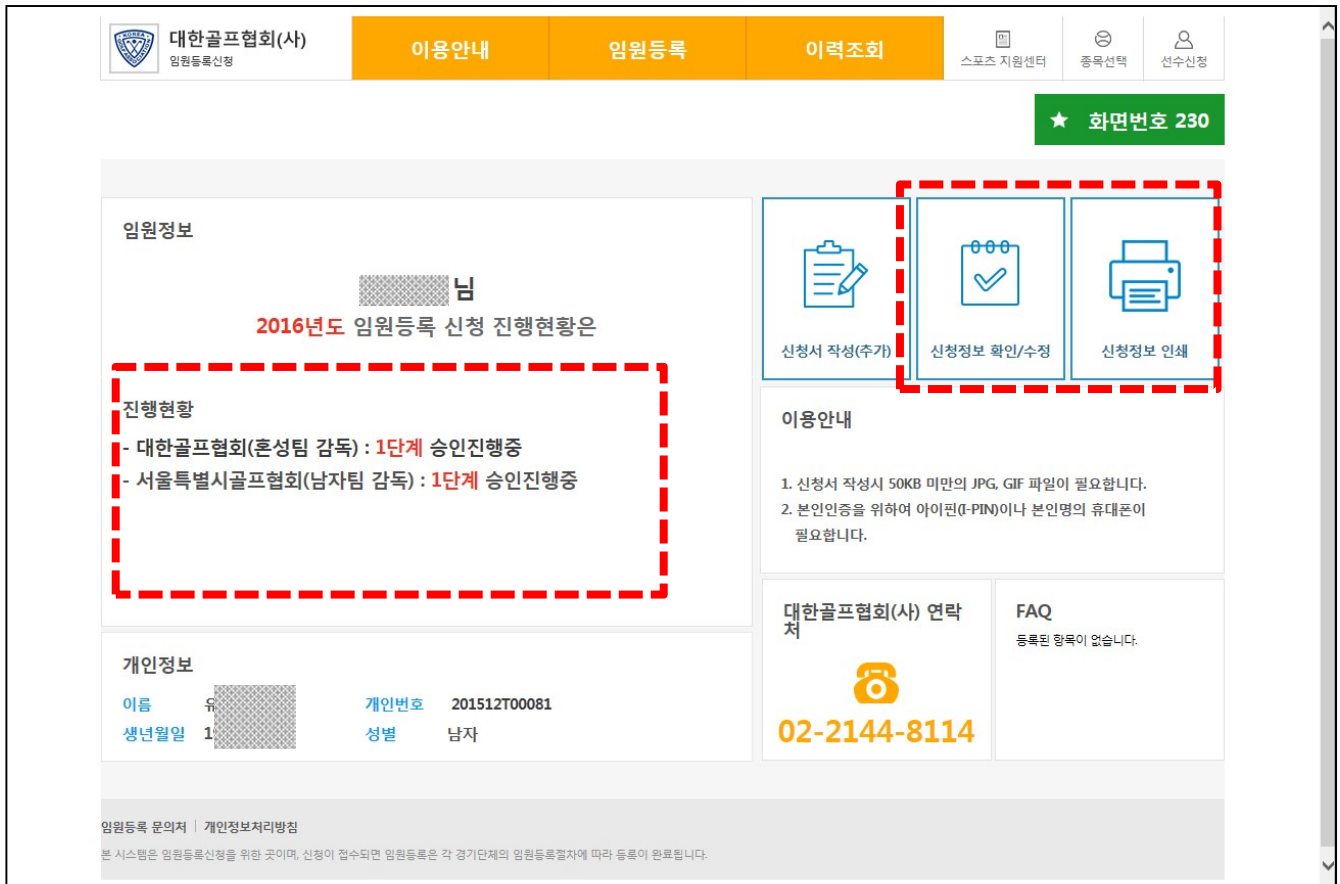 대한골프협회(사)
임원등록신청
이용안내
임원등록
이력조회
스포츠 지원센터
종목선택
선수신청
★ 화면번호 230
임원정보
님
2016년도 임원등록 신청 진행현황은
진행현황
- 대한골프협회(혼성팀 감독) : 1단계 승인진행중
- 서울특별시골프협회(남자팀 감독) : 1단계 승인진행중
신청서 작성(추가)
신청정보 확인/수정
신청정보 인쇄
이용안내
1. 신청서 작성시 50KB 미만의 JPG, GIF 파일이 필요합니다.
2. 본인인증을 위하여 아이핀(I-PIN)이나 본인명의 휴대폰이
필요합니다.
개인정보
이름
개인번호 201512T00081
생년월일
성별 남자
대한골프협회(사) 연락
처
02-2144-8114
FAQ
등록된 항목이 없습니다.
임원등록 문의처 | 개인정보처리방침
본 시스템은 임원등록신청을 위한 곳이며, 신청이 접수되면 임원등록은 각 경기단체의 임원등록절차에 따라 등록이 완료됩니다.